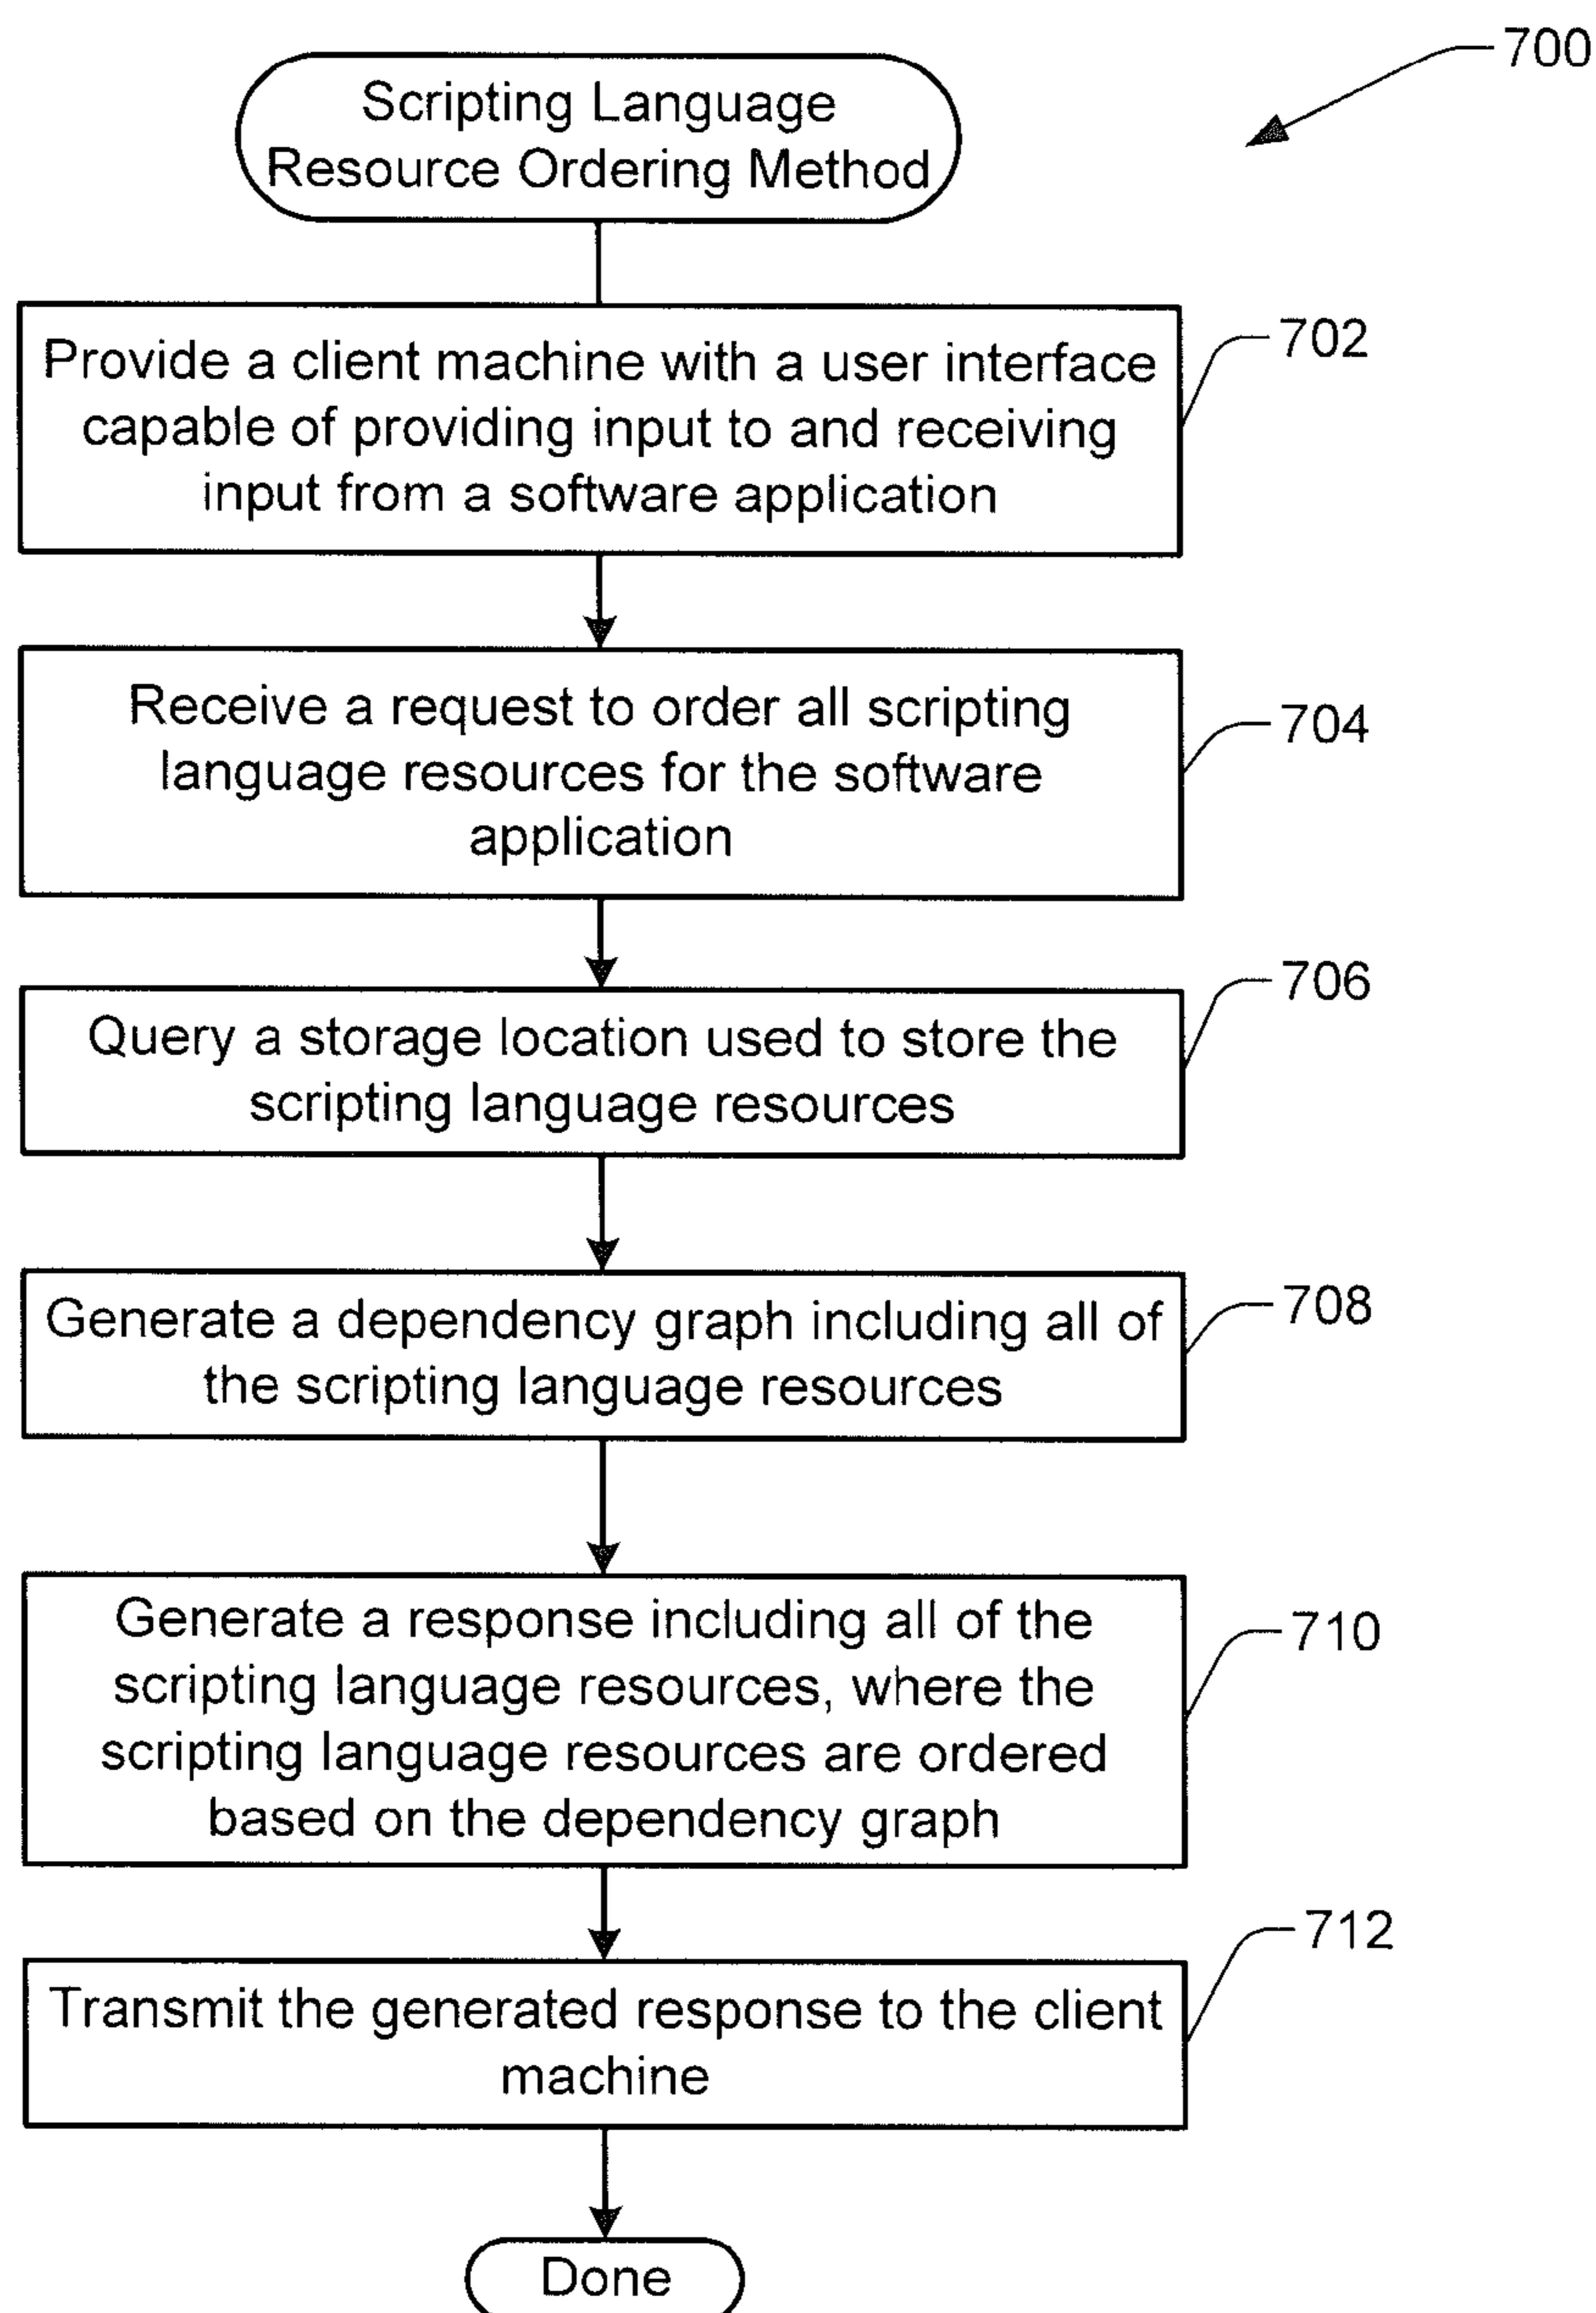 700
Scripting Language
Resource Ordering Method
702
Provide a client machine with a user interface
capable of providing input to and receiving
input from a software application
704
Receive a request to order all scripting
language resources for the software
application
706
Query a storage location used to store the
scripting language resources
708
Generate a dependency graph including all of
the scripting language resources
710
Generate a response including all of the
scripting language resources, where the
scripting language resources are ordered
based on the dependency graph
712
Transmit the generated response to the client
machine
Done